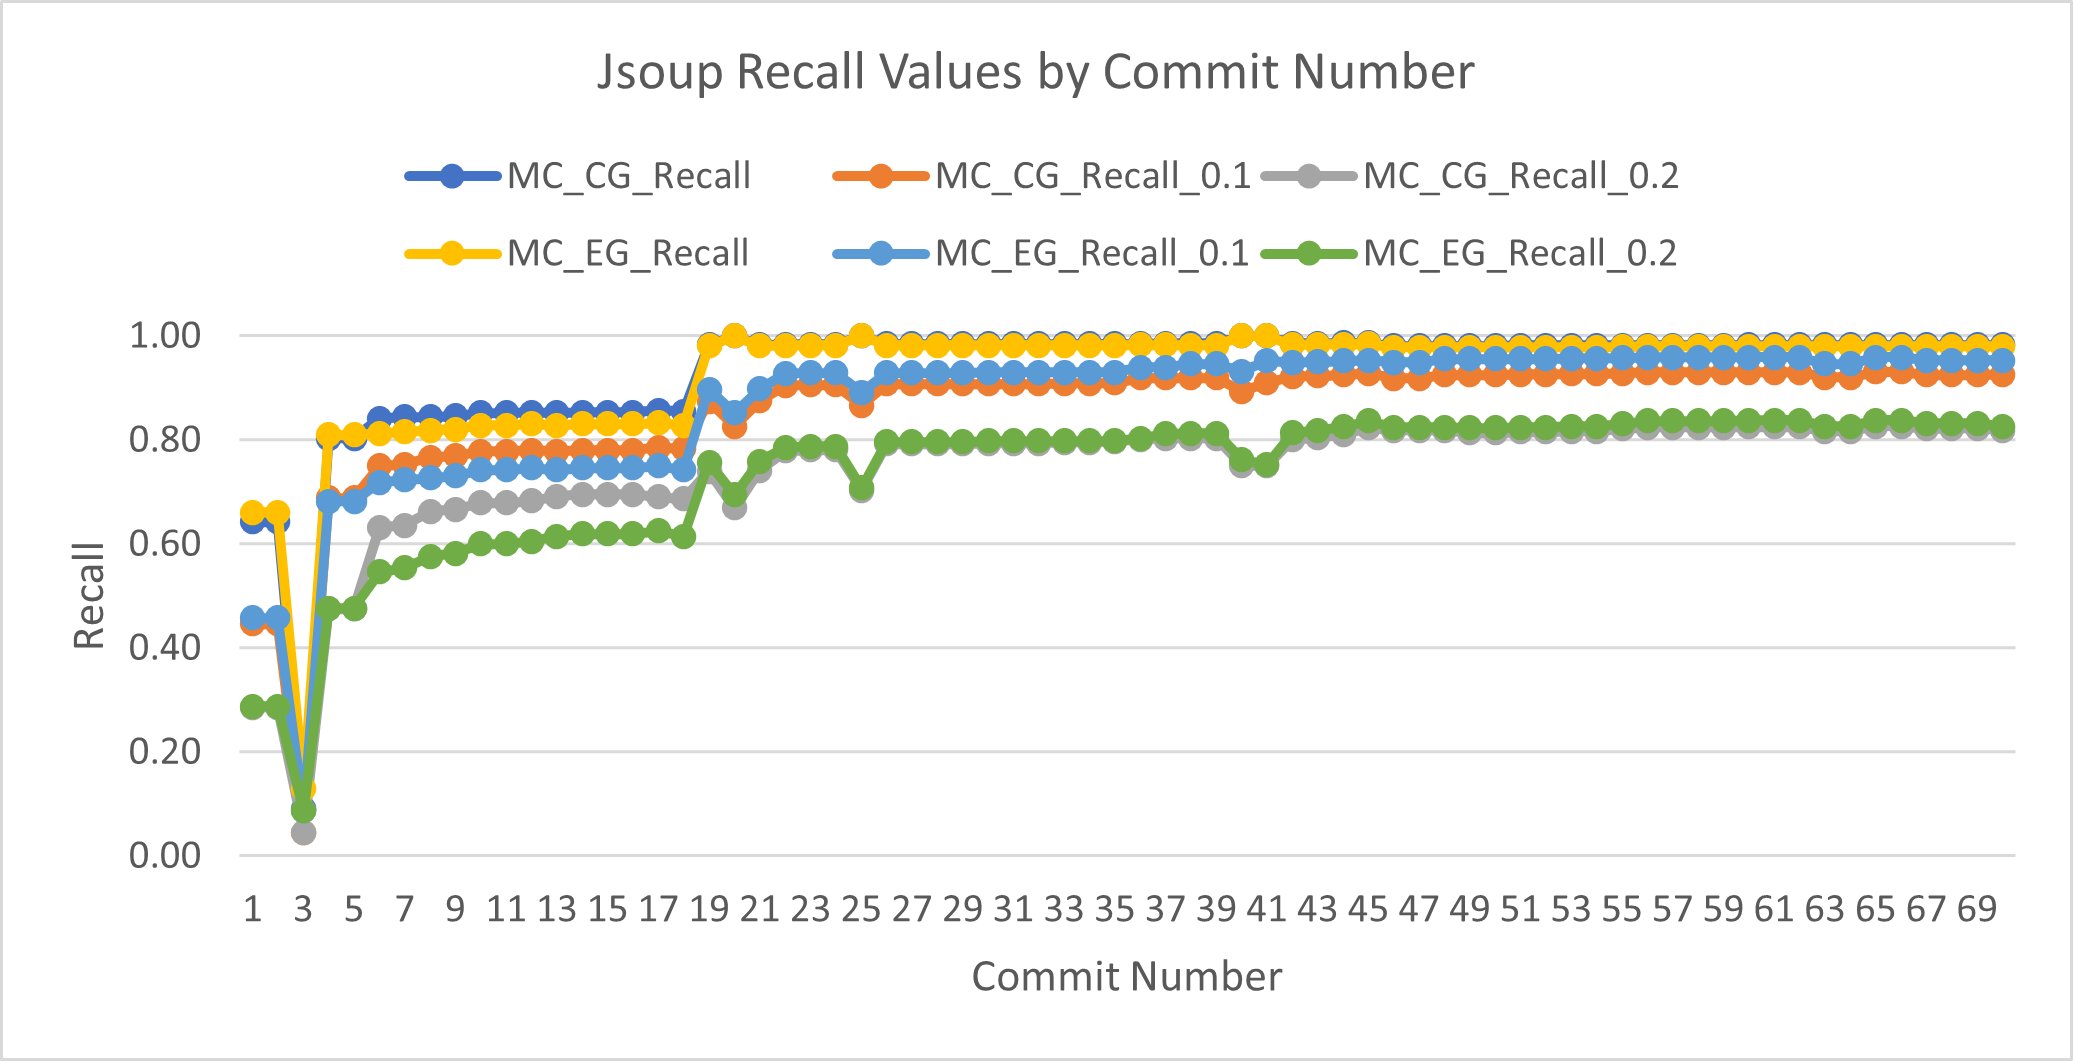 Jsoup Recall Values by Commit Number
MC_CG_Recall MC_CG_Recall_0.1 MC_CG_Recall_0.2
MC_EG_Recall MC_EG_Recall_0.1 MC_EG_Recall_0.2
1.00
0.80
0.60
0.40
0.20
0.00
Recall
1 3 5 7 9 11 13 15 17 19 21 23 25 27 29 31 33 35 37 39 41 43 45 47 49 51 53 55 57 59 61 63 65 67 69
Commit Number